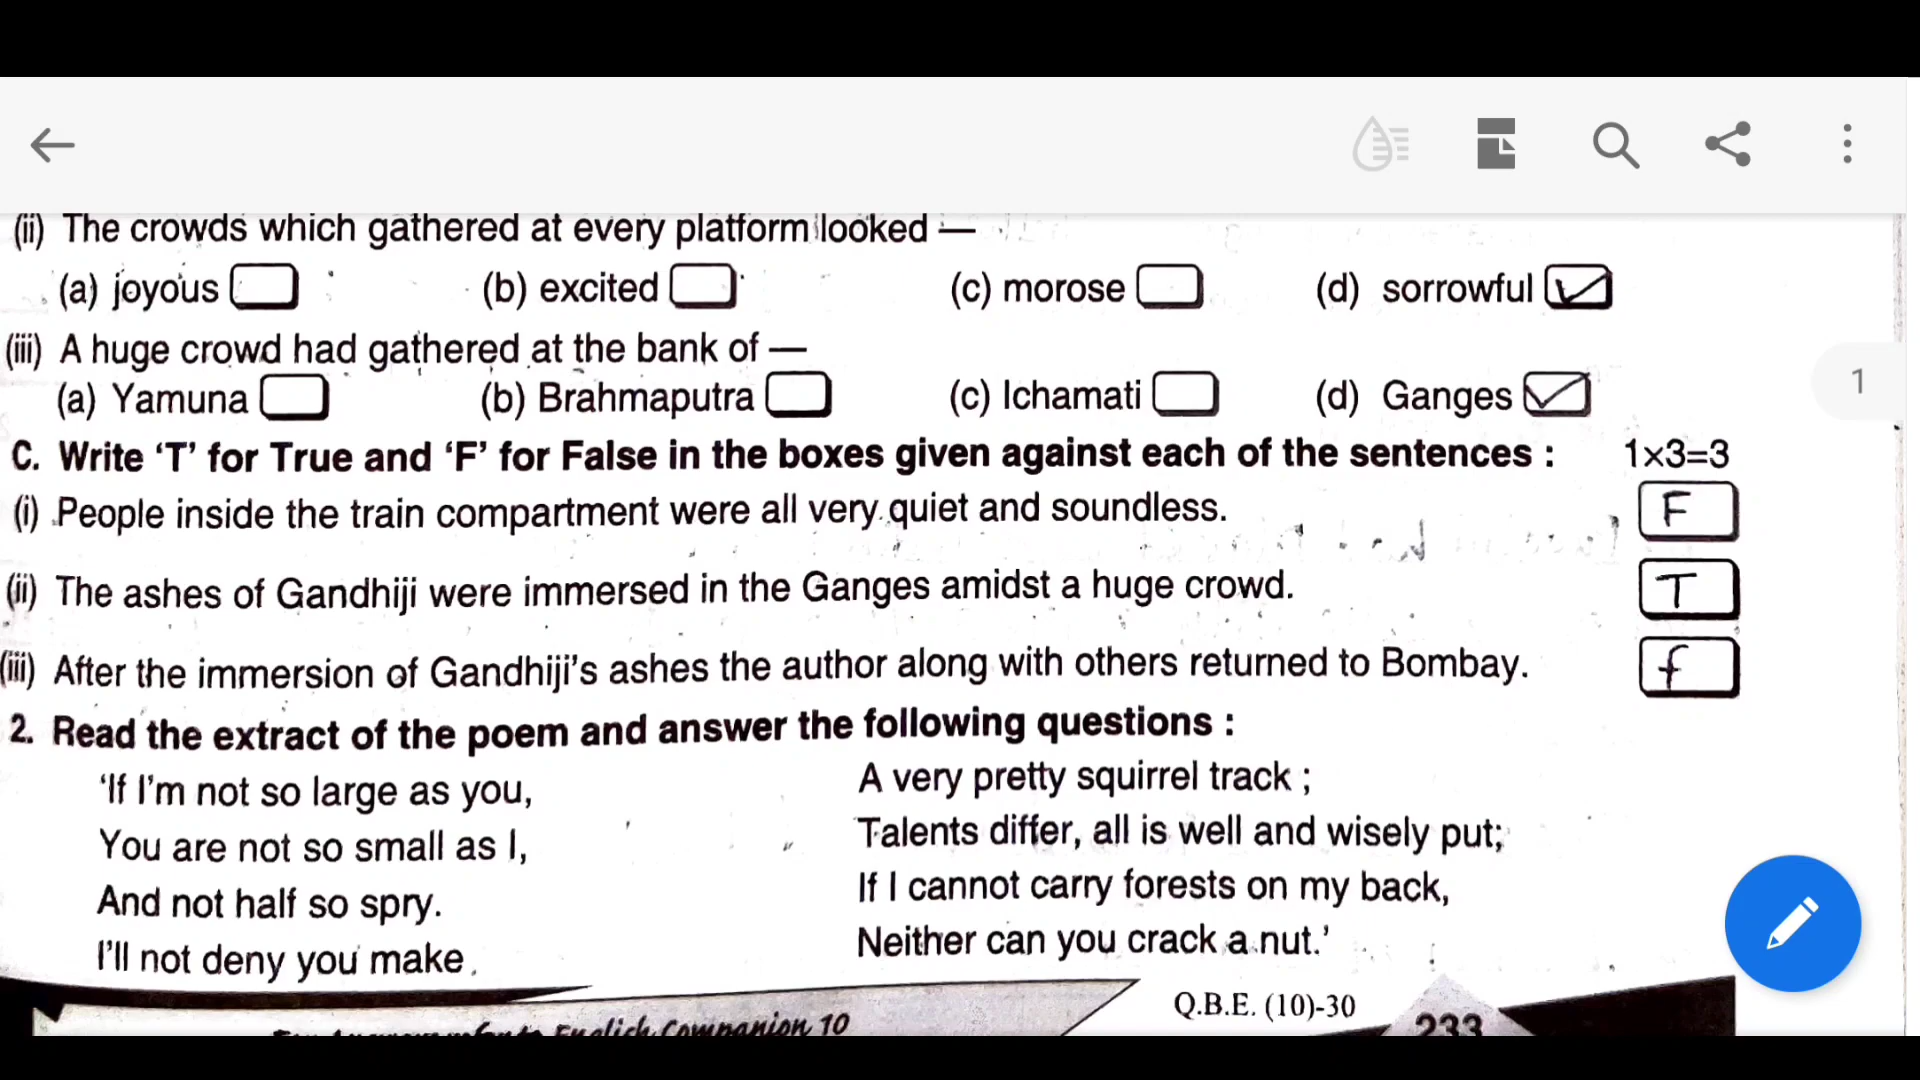 (ii) The crowds which gathered at every platform looked —
(a) joyous (b) excited (c) morose (d) sorrowful
(iii) A huge crowd had gathered at the bank of —
(a) Yamuna (b) Brahmaputra (c) Ichamati (d) Ganges
1
C. Write ‘T’ for True and ‘F’ for False in the boxes given against each of the sentences : 1×3=3
(i) People inside the train compartment were all very quiet and soundless. F
(ii) The ashes of Gandhiji were immersed in the Ganges amidst a huge crowd. T
(iii) After the immersion of Gandhiji’s ashes the author along with others returned to Bombay. f
2. Read the extract of the poem and answer the following questions :
‘If I’m not so large as you,
You are not so small as I,
And not half so spry.
I’ll not deny you make
A very pretty squirrel track ;
Talents differ, all is well and wisely put;
If I cannot carry forests on my back,
Neither can you crack a nut.’
English Companion 10
Q.B.E. (10)-30
233